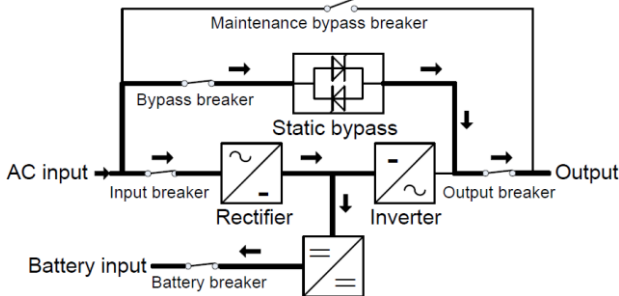 Maintenance bypass breaker
Bypass breaker
Static bypass
AC input
Output
Input breaker
Output breaker
Rectifier
Inverter
Battery input
Battery breaker